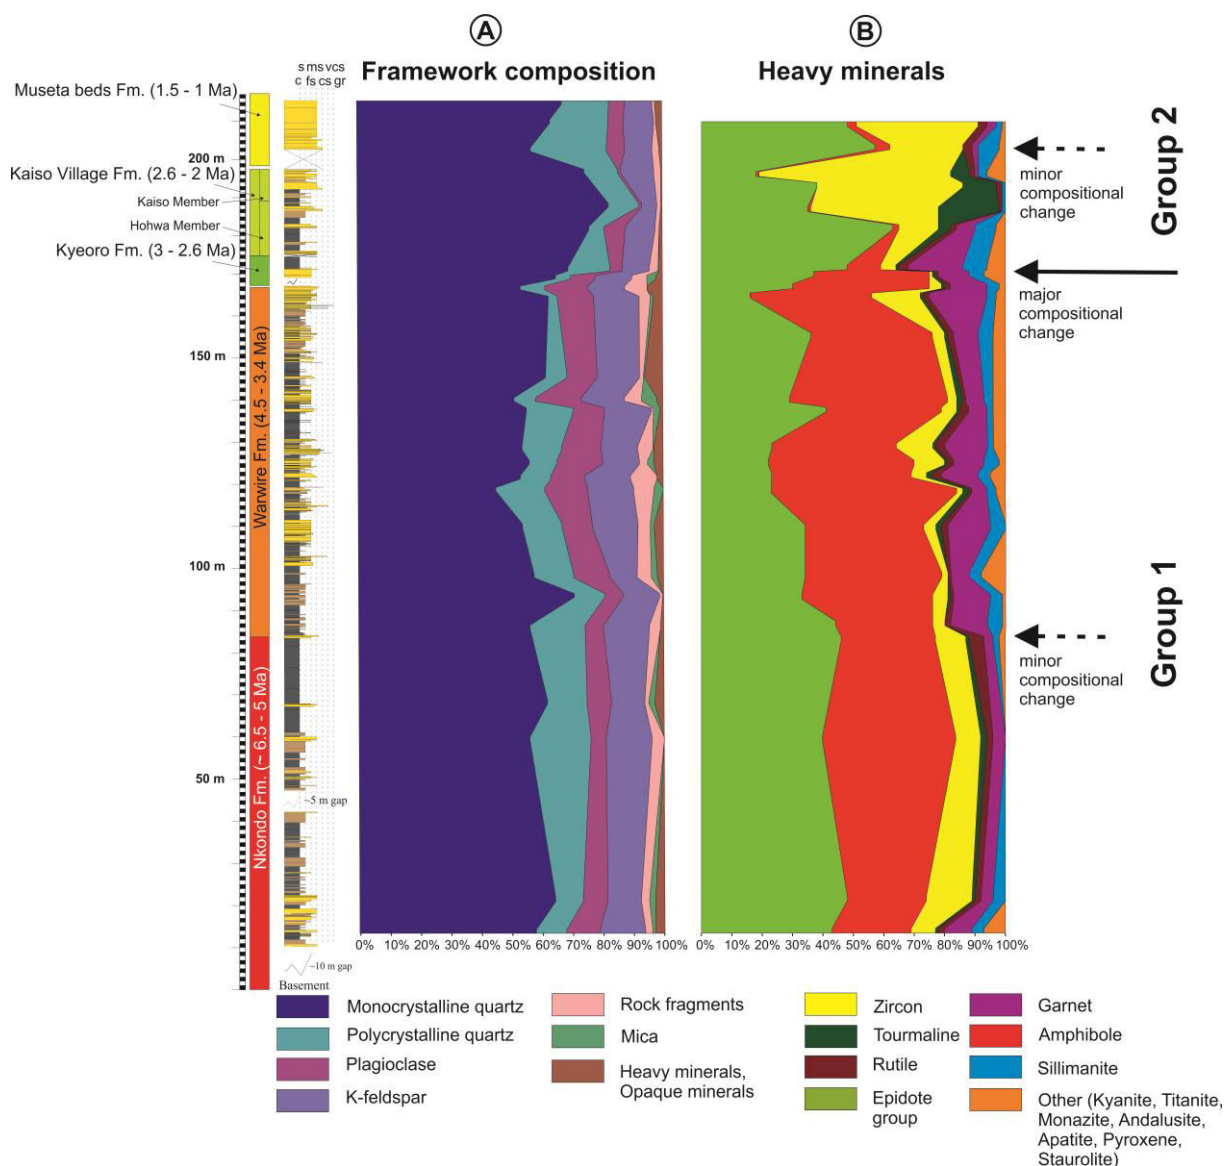 A
B
Framework composition
Heavy minerals
s ms vcs
c fs cs gr
Museta beds Fm. (1.5 - 1 Ma)
200 m
Kaiso Village Fm. (2.6 - 2 Ma)
Kaiso Member
Hohwa Member
Kyeoro Fm. (3 - 2.6 Ma)
150 m
Warwire Fm. (4.5 - 3.4 Ma)
100 m
Nkondo Fm. (~ 6.5 - 5 Ma)
50 m
~5 m gap
~10 m gap
Basement
minor
compositional
change
Group 2
major
compositional
change
Group 1
minor
compositional
change
0% 10% 20% 30% 40% 50% 60% 70% 80% 90% 100%
0% 10% 20% 30% 40% 50% 60% 70% 80% 90% 100%
Monocrystalline quartz
Polycrystalline quartz
Plagioclase
K-feldspar
Rock fragments
Mica
Heavy minerals,
Opaque minerals
Zircon
Tourmaline
Rutile
Epidote
group
Garnet
Amphibole
Sillimanite
Other (Kyanite, Titanite,
Monazite, Andalusite,
Apatite, Pyroxene,
Staurolite)